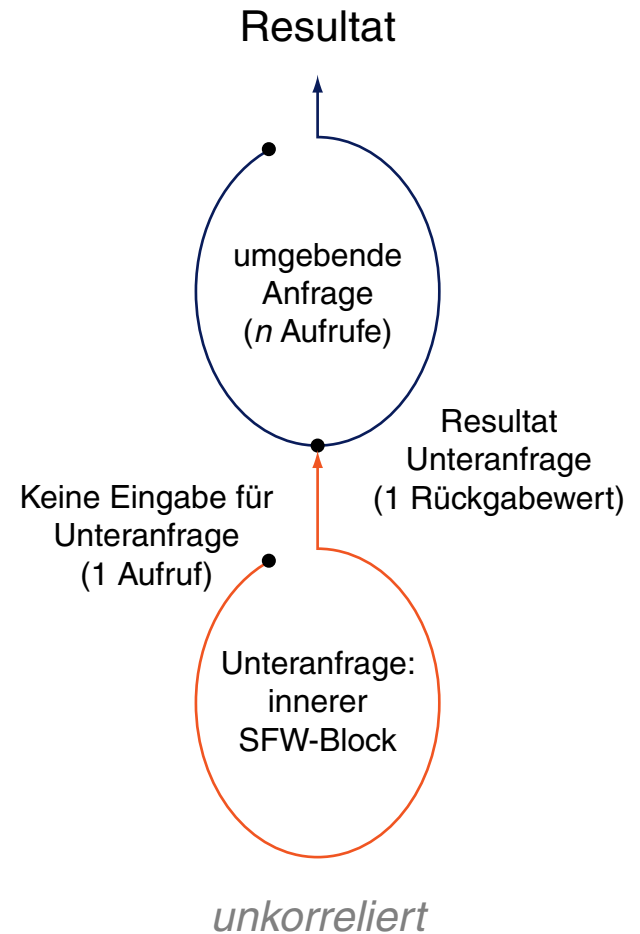 Resultat
umgebende
Anfrage
(n Aufrufe)
Resultat
Unteranfrage
(1 Rückgabewert)
Keine Eingabe für
Unteranfrage
(1 Aufruf)
Unteranfrage:
innerer
SFW-Block
unkorreliert